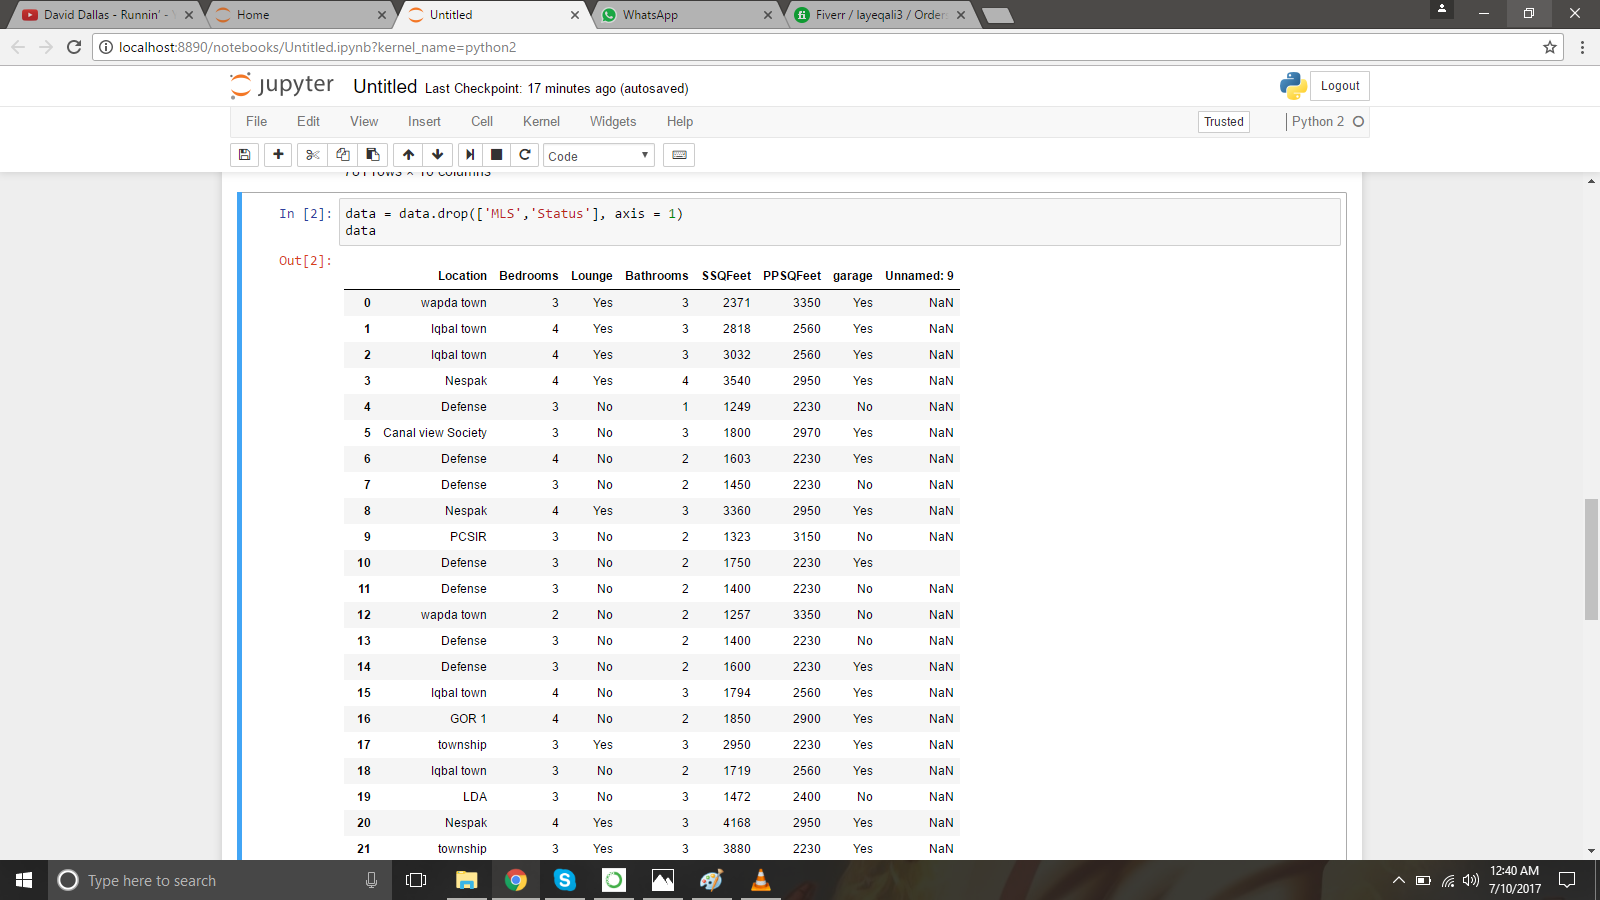 David Dallas - Runnin' - Y
Home
Untitled
WhatsApp
Fiverr / layeqali3 / Order
localhost:8890/notebooks/Untitled.ipynb?kernel_name=python2
jupyter Untitled Last Checkpoint: 17 minutes ago (autosaved)
Logout
File Edit View Insert Cell Kernel Widgets Help
Trusted
Python 2
Code
781 rows × 10 columns
In [2]: data = data.drop(['MLS','Status'], axis = 1)
data
Out[2]:
Location Bedrooms Lounge Bathrooms SSQFeet PPSQFeet garage Unnamed: 9
0 wapda town 3 Yes 3 2371 3350 Yes NaN
1 Iqbal town 4 Yes 3 2818 2560 Yes NaN
2 Iqbal town 4 Yes 3 3032 2560 Yes NaN
3 Nespak 4 Yes 4 3540 2950 Yes NaN
4 Defense 3 No 1 1249 2230 No NaN
5 Canal view Society 3 No 3 1800 2970 Yes NaN
6 Defense 4 No 2 1603 2230 Yes NaN
7 Defense 3 No 2 1450 2230 No NaN
8 Nespak 4 Yes 3 3360 2950 Yes NaN
9 PCSIR 3 No 2 1323 3150 No NaN
10 Defense 3 No 2 1750 2230 Yes
11 Defense 3 No 2 1400 2230 No NaN
12 wapda town 2 No 2 1257 3350 No NaN
13 Defense 3 No 2 1400 2230 No NaN
14 Defense 3 No 2 1600 2230 Yes NaN
15 Iqbal town 4 No 3 1794 2560 Yes NaN
16 GOR 1 4 No 2 1850 2900 Yes NaN
17 township 3 Yes 3 2950 2230 Yes NaN
18 Iqbal town 3 No 2 1719 2560 Yes NaN
19 LDA 3 No 3 1472 2400 No NaN
20 Nespak 4 Yes 3 4168 2950 Yes NaN
21 township 3 Yes 3 3880 2230 Yes NaN
Type here to search
12:40 AM
7/10/2017